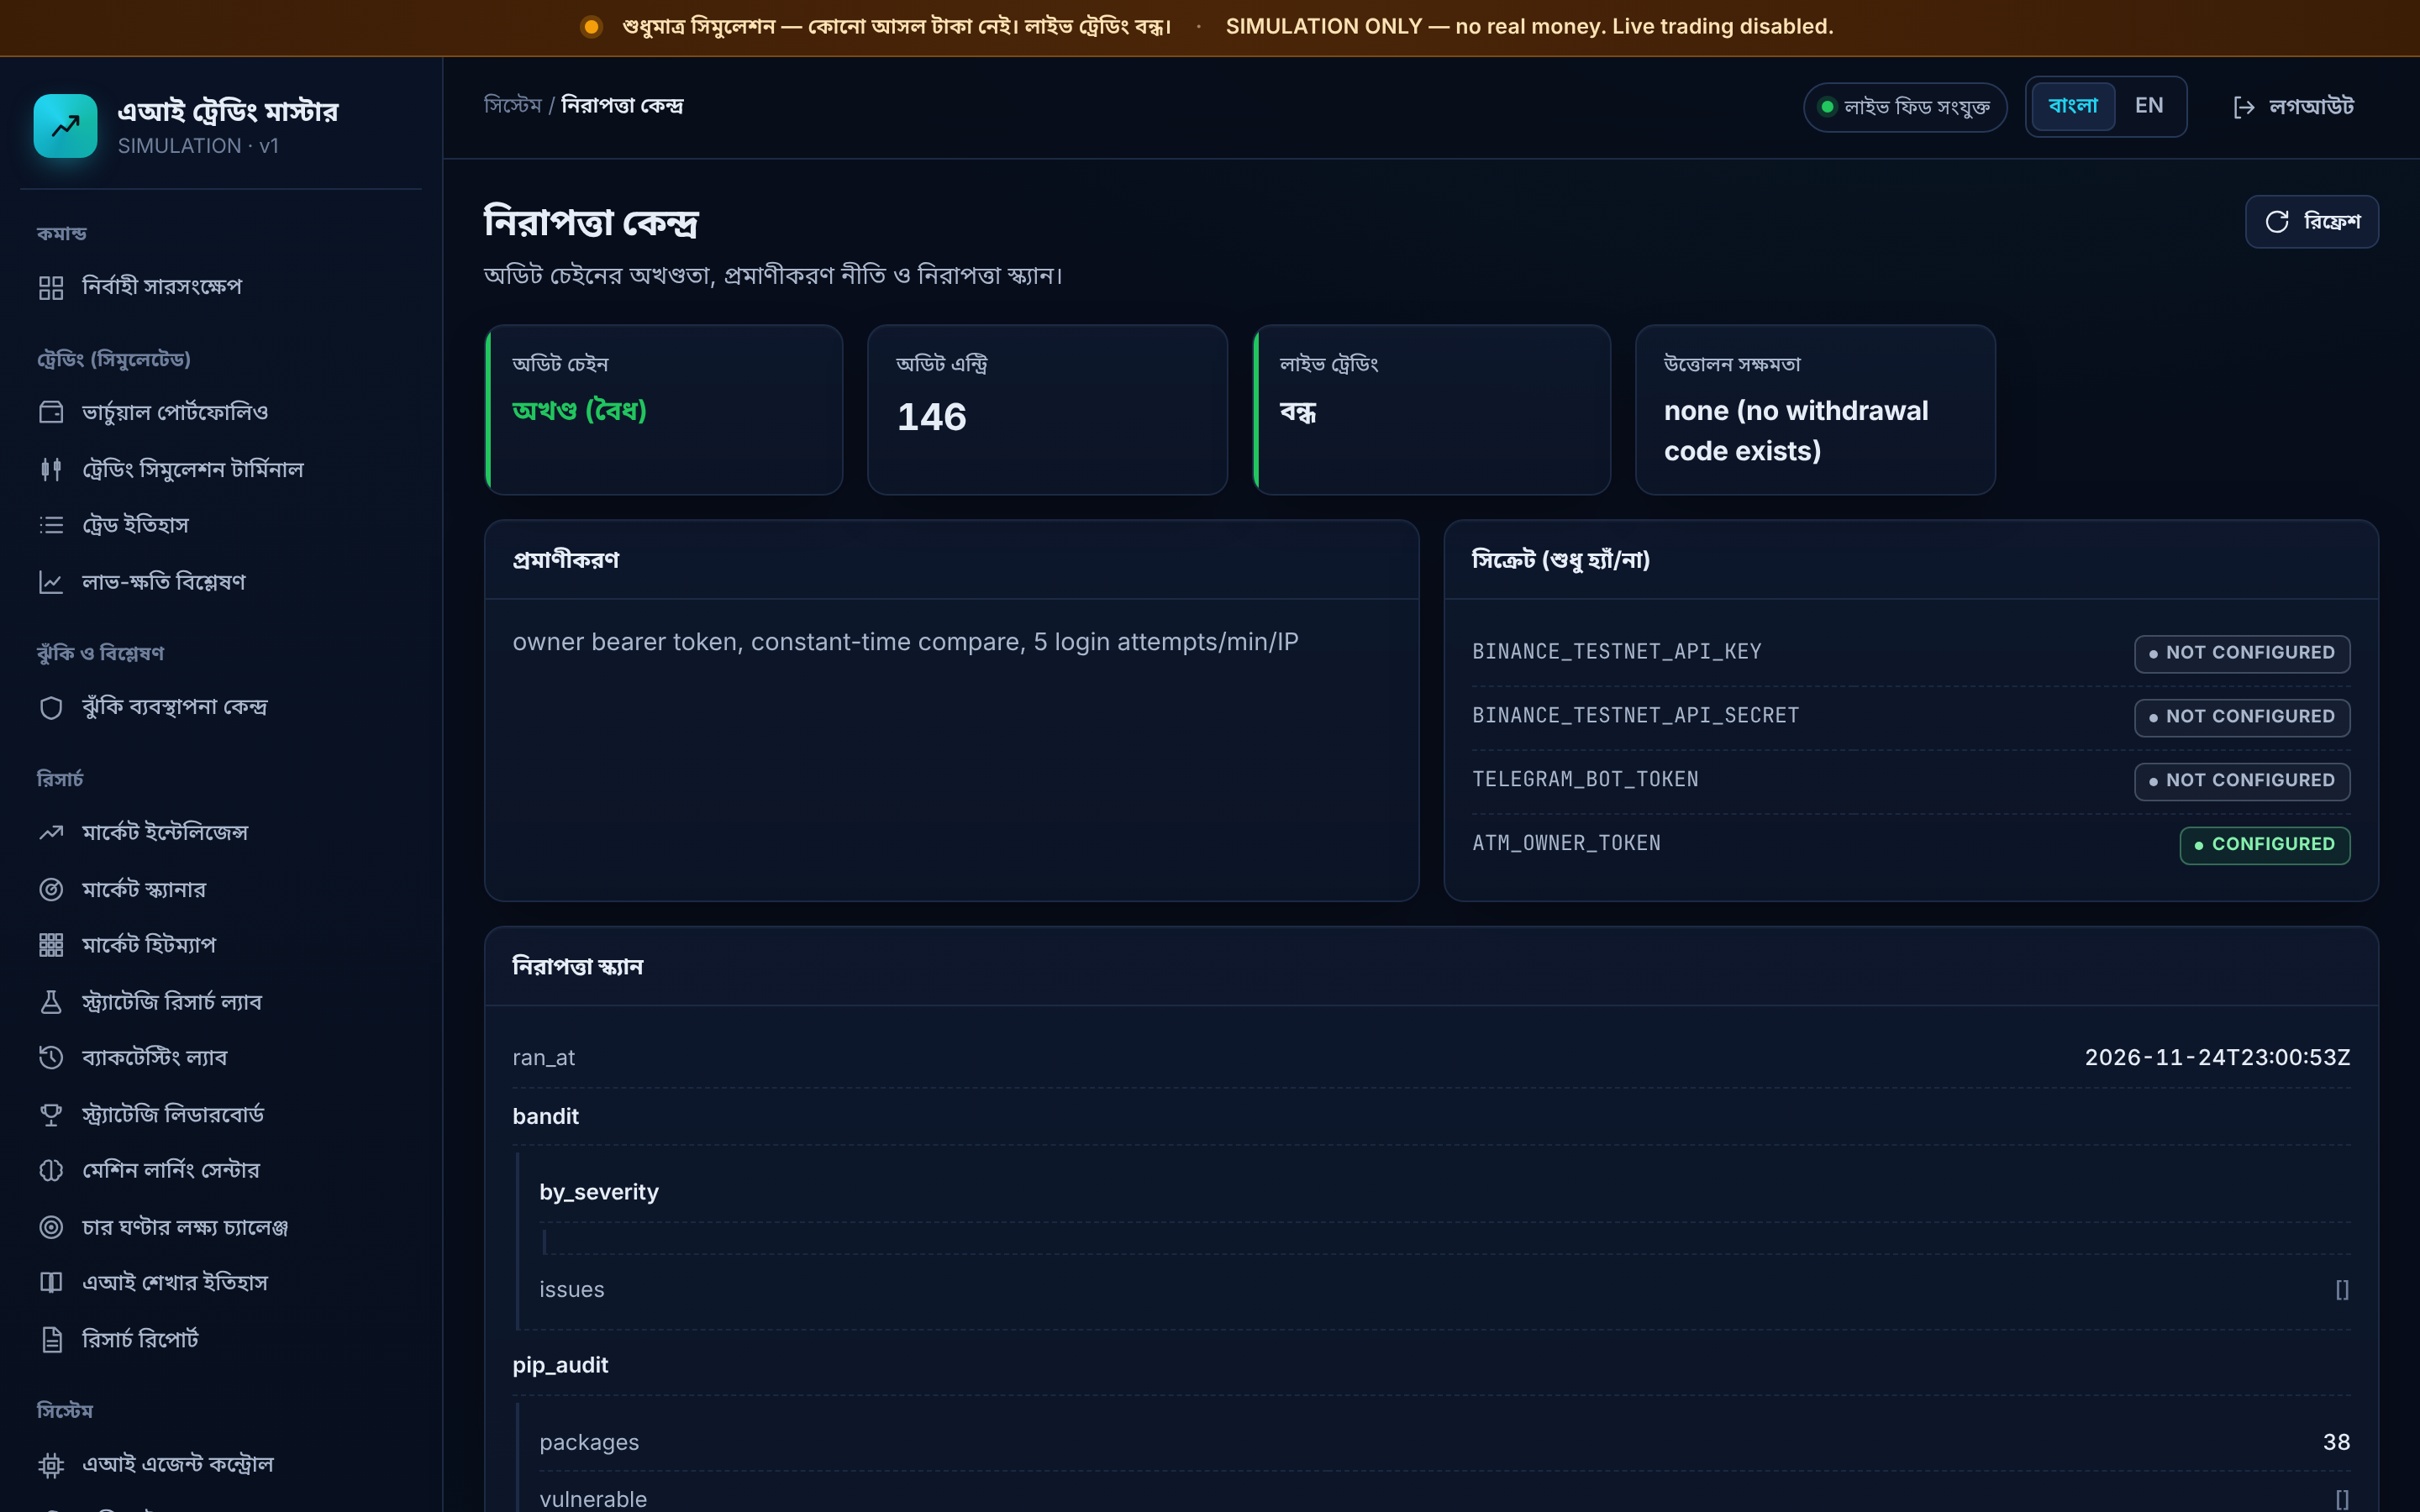 শুধুমাত্র সিমুলেশন — কোনো আসল টাকা নেই। লাইভ ট্রেডিং বন্ধ। · SIMULATION ONLY — no real money. Live trading disabled.
এআই ট্রেডিং মাস্টার
SIMULATION · v1
কমান্ড
নির্বাহী সারসংক্ষেপ
ট্রেডিং (সিমুলেটেড)
ভার্চুয়াল পোর্টফোলিও
ট্রেডিং সিমুলেশন টার্মিনাল
ট্রেড ইতিহাস
লাভ-ক্ষতি বিশ্লেষণ
ঝুঁকি ও বিশ্লেষণ
ঝুঁকি ব্যবস্থাপনা কেন্দ্র
রিসার্চ
মার্কেট ইন্টেলিজেন্স
মার্কেট স্ক্যানার
মার্কেট হিটম্যাপ
স্ট্র্যাটেজি রিসার্চ ল্যাব
ব্যাকটেস্টিং ল্যাব
স্ট্র্যাটেজি লিডারবোর্ড
মেশিন লার্নিং সেন্টার
চার ঘণ্টার লক্ষ্য চ্যালেঞ্জ
এআই শেখার ইতিহাস
রিসার্চ রিপোর্ট
সিস্টেম
এআই এজেন্ট কন্ট্রোল
সিস্টেম / নিরাপত্তা কেন্দ্র
লাইভ ফিড সংযুক্ত
বাংলা EN
লগআউট
নিরাপত্তা কেন্দ্র
রিফ্রেশ
অডিট চেইনের অখণ্ডতা, প্রমাণীকরণ নীতি ও নিরাপত্তা স্ক্যান।
অডিট চেইন
অখণ্ড (বৈধ)
অডিট এন্ট্রি
146
লাইভ ট্রেডিং
বন্ধ
উত্তোলন সক্ষমতা
none (no withdrawal
code exists)
প্রমাণীকরণ
owner bearer token, constant-time compare, 5 login attempts/min/IP
সিক্রেট (শুধু হ্যাঁ/না)
BINANCE_TESTNET_API_KEY NOT CONFIGURED
BINANCE_TESTNET_API_SECRET NOT CONFIGURED
TELEGRAM_BOT_TOKEN NOT CONFIGURED
ATM_OWNER_TOKEN CONFIGURED
নিরাপত্তা স্ক্যান
ran_at 2026-11-24T23:00:53Z
bandit
by_severity
issues []
pip_audit
packages 38
vulnerable []